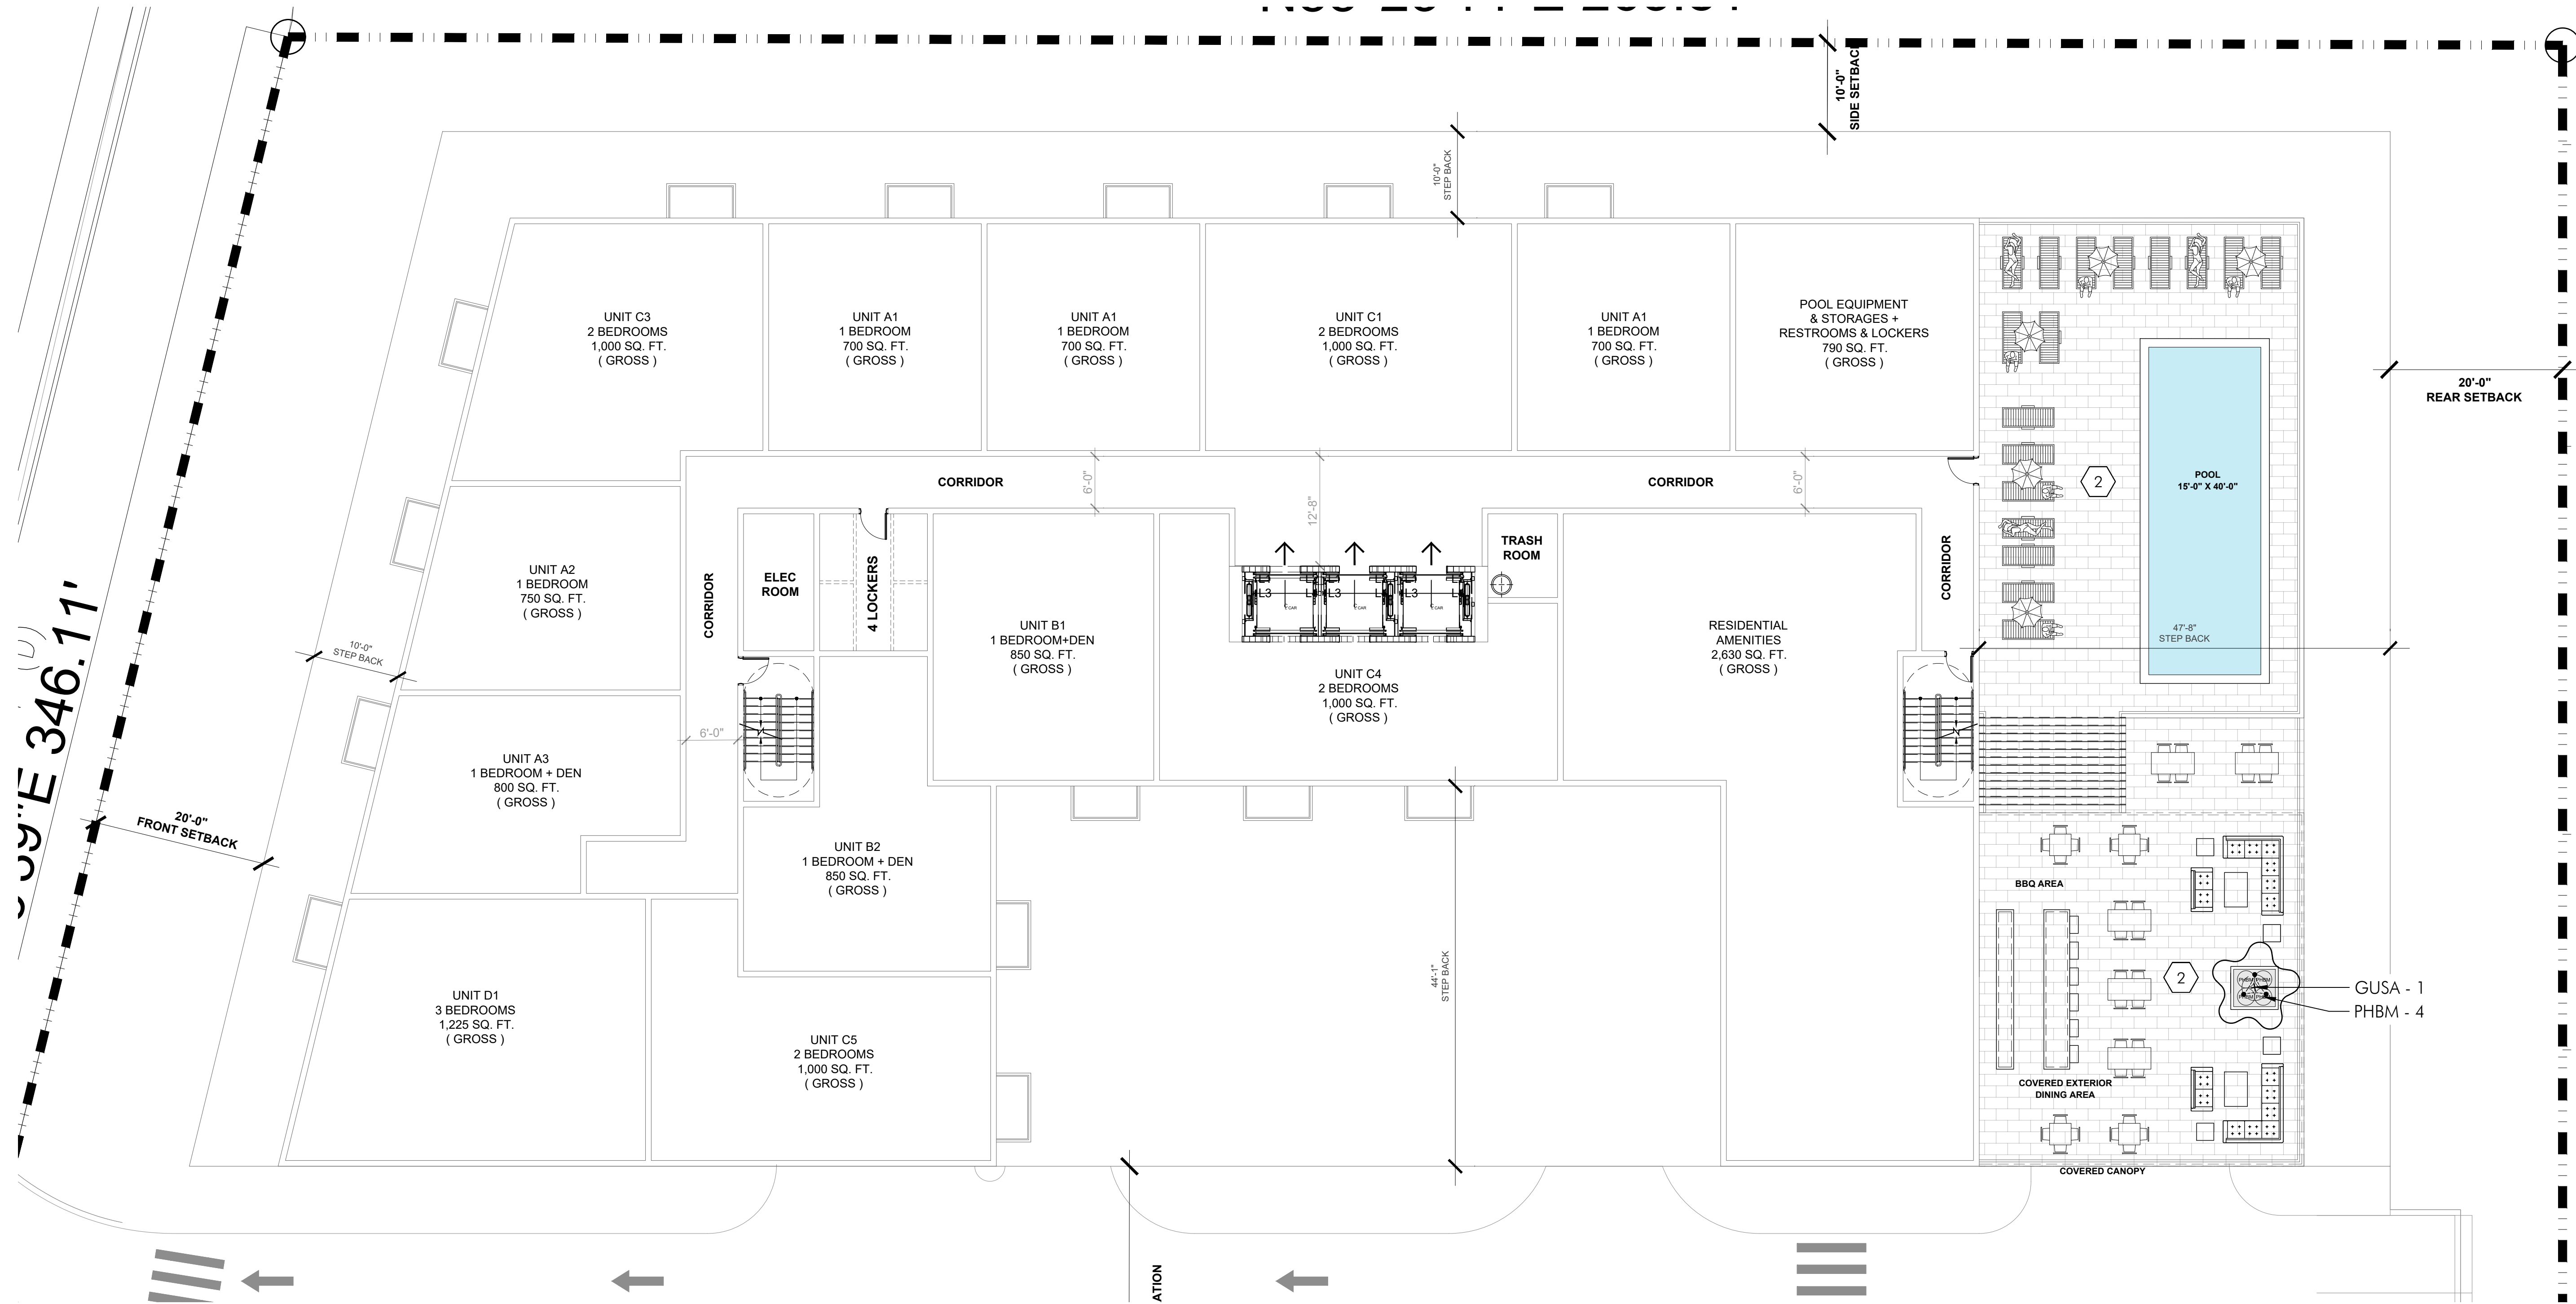 10'-0"
SIDE SETBACK
10'-0"
STEP BACK
UNIT C3
2 BEDROOMS
1,000 SQ. FT.
( GROSS )
UNIT A1
1 BEDROOM
700 SQ. FT.
( GROSS )
UNIT A1
1 BEDROOM
700 SQ. FT.
( GROSS )
UNIT C1
2 BEDROOMS
1,000 SQ. FT.
( GROSS )
UNIT A1
1 BEDROOM
700 SQ. FT.
( GROSS )
POOL EQUIPMENT
& STORAGES +
RESTROOMS & LOCKERS
790 SQ. FT.
( GROSS )
20'-0"
REAR SETBACK
CORRIDOR
6'-0"
12'-8"
CORRIDOR
6'-0"
2
POOL
15'-0" X 40'-0"
UNIT A2
1 BEDROOM
750 SQ. FT.
( GROSS )
CORRIDOR
ELEC
ROOM
4 LOCKERS
TRASH
ROOM
CORRIDOR
L3
L3
L3
CAR
CAR
CAR
UNIT B1
1 BEDROOM+DEN
850 SQ. FT.
( GROSS )
RESIDENTIAL
AMENITIES
2,630 SQ. FT.
( GROSS )
47'-8"
STEP BACK
10'-0"
STEP BACK
UNIT C4
2 BEDROOMS
1,000 SQ. FT.
( GROSS )
E 346.11'
6'-0"
UNIT A3
1 BEDROOM + DEN
800 SQ. FT.
( GROSS )
20'-0"
FRONT SETBACK
UNIT B2
1 BEDROOM + DEN
850 SQ. FT.
( GROSS )
BBQ AREA
44'-1"
STEP BACK
2
GUSA - 1
PHBM - 4
UNIT D1
3 BEDROOMS
1,225 SQ. FT.
( GROSS )
UNIT C5
2 BEDROOMS
1,000 SQ. FT.
( GROSS )
COVERED EXTERIOR
DINING AREA
COVERED CANOPY
ATION